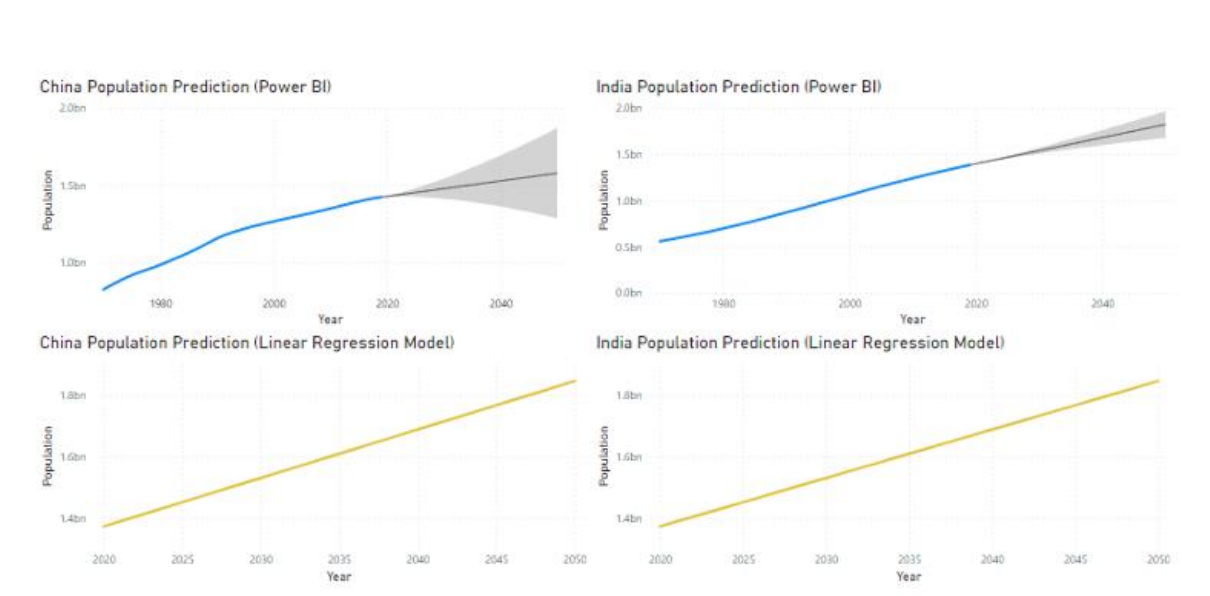 China Population Prediction (Power BI)
2.0bn
1.5bn
1.0bn
Population
1980 2000 2020 2040
Year
India Population Prediction (Power BI)
2.0bn
1.5bn
1.0bn
0.5bn
0.0bn
Population
1980 2000 2020 2040
Year
China Population Prediction (Linear Regression Model)
1.8bn
1.6bn
1.4bn
Population
2020 2025 2030 2035 2040 2045 2050
Year
India Population Prediction (Linear Regression Model)
1.8bn
1.6bn
1.4bn
Population
2020 2025 2030 2035 2040 2045 2050
Year